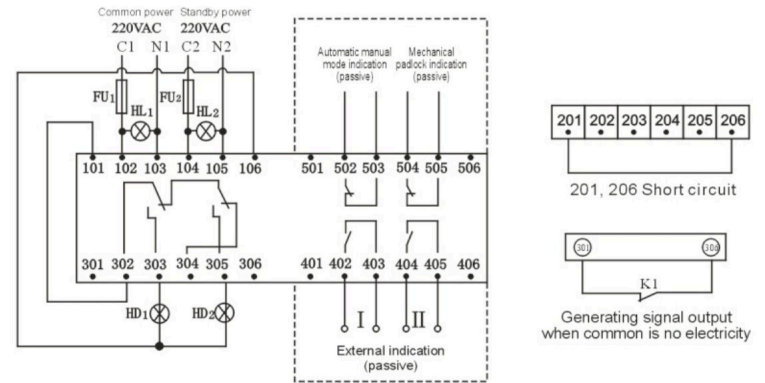 Common power Standby power
220VAC 220VAC
C1 N1 C2 N2
FU1 HL1 FU2 HL2
Automatic manual
mode indication
(passive)
Mechanical
padlock indication
(passive)
101 102 103 104 105 106 501 502 503 504 505 506
301 302 303 304 305 306 401 402 403 404 405 406
HD1 HD2
I II
External indication
(passive)
201 202 203 204 205 206
201, 206 Short circuit
301 306
K1
Generating signal output
when common is no electricity